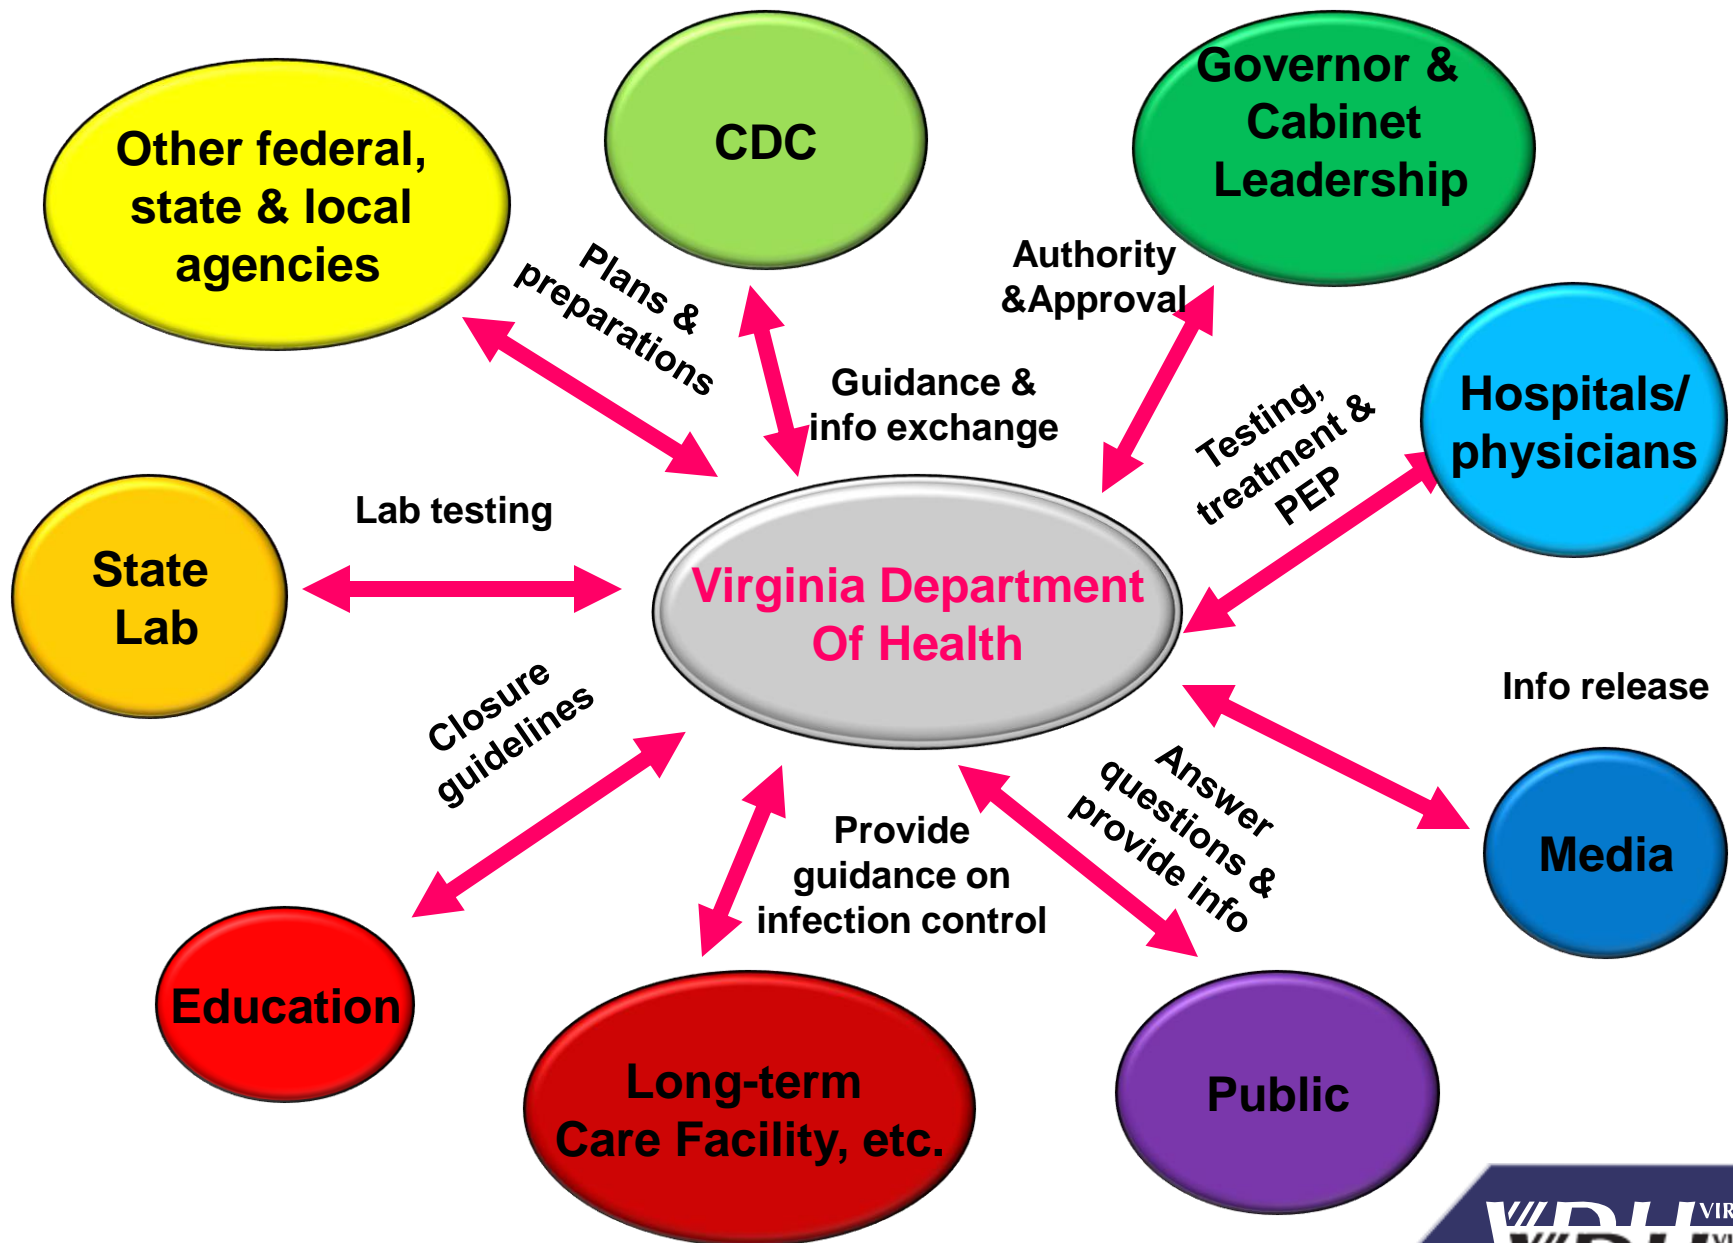 Other federal,
state & local
agencies
CDC
Governor &
Cabinet
Leadership
Plans &
preparations
Authority
&Approval
Guidance &
info exchange
Testing,
treatment &
PEP
Hospitals/
physicians
Lab testing
State
Lab
Virginia Department
Of Health
Info release
Closure
guidelines
Answer
questions &
provide info
Provide
guidance on
infection control
Media
Education
Long-term
Care Facility, etc.
Public
VDH